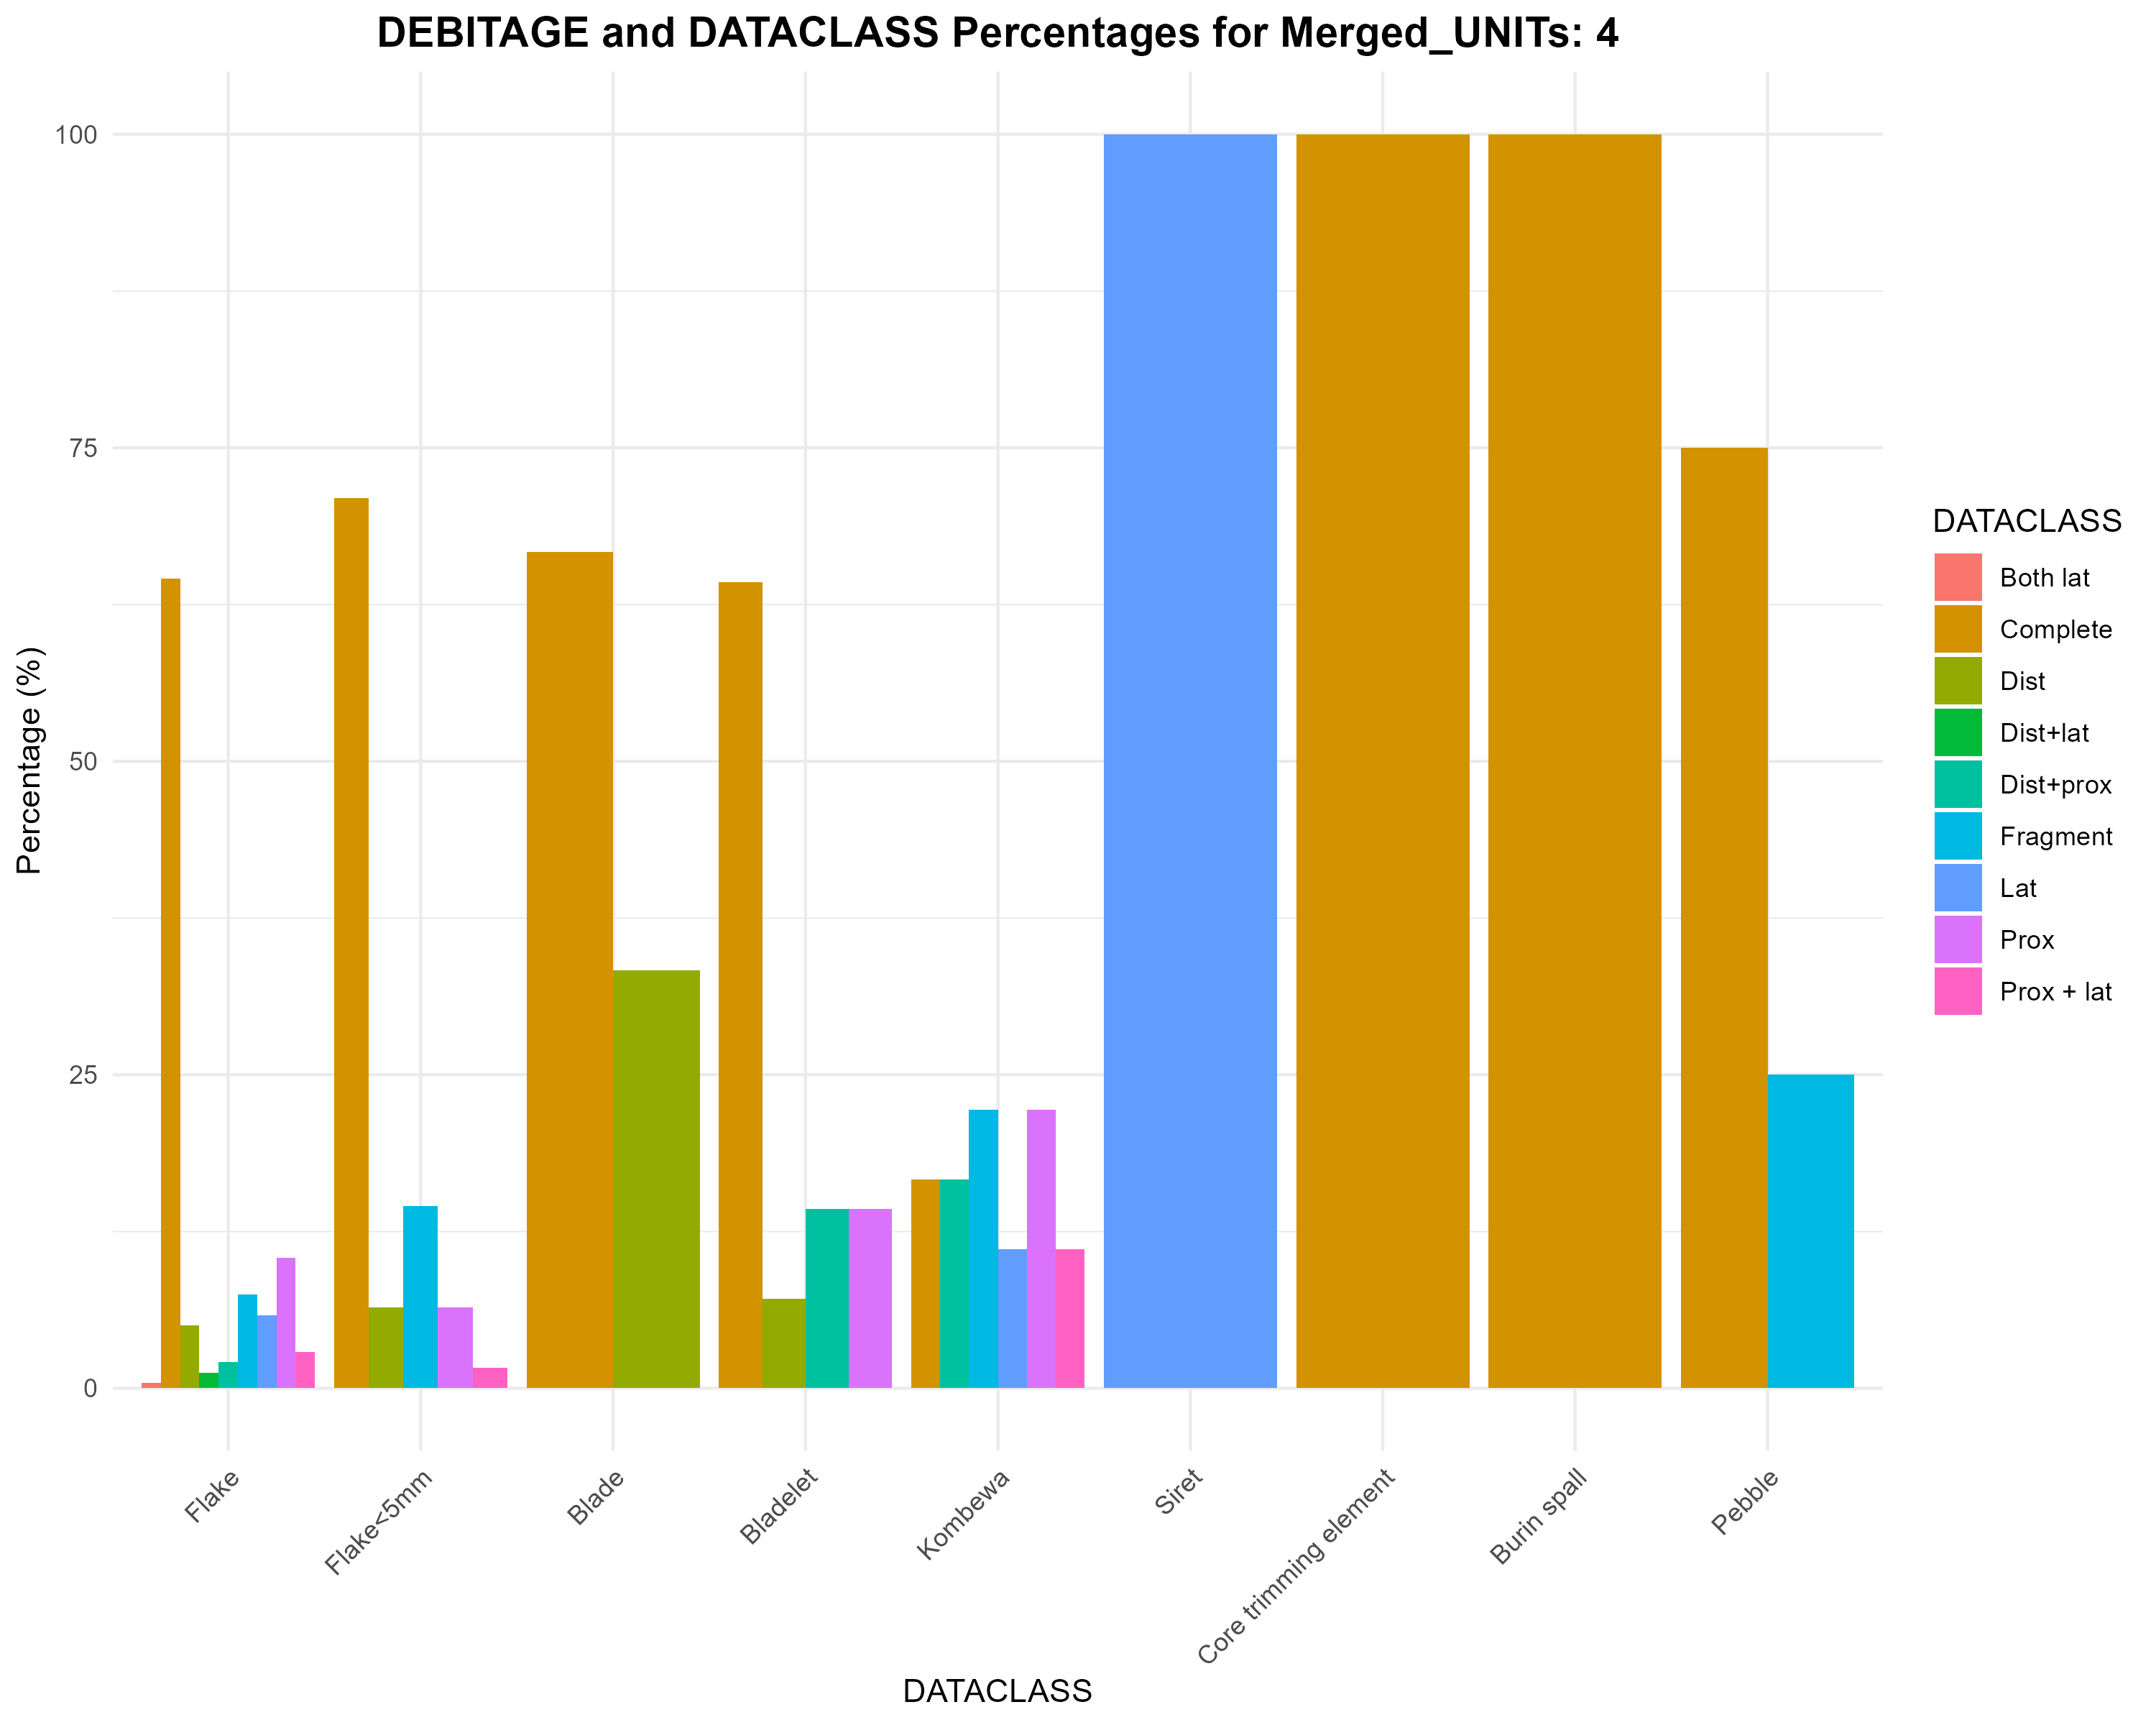 DEBITAGE and DATACLASS Percentages for Merged_UNITs: 4
Percentage (%)
100
75
50
25
0
Flake
Flake<5mm
Blade
Bladelet
Kombewa
Siret
Core trimming element
Burin spall
Pebble
DATACLASS
DATACLASS
Both lat
Complete
Dist
Dist+lat
Dist+prox
Fragment
Lat
Prox
Prox + lat